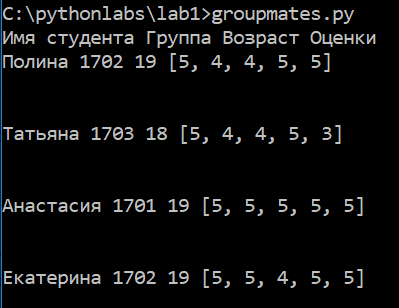 C:\pythonlabs\lab1>groupmates.py
Имя студента Группа Возраст Оценки
Полина 1702 19 [5, 4, 4, 5, 5]
Татьяна 1703 18 [5, 4, 4, 5, 3]
Анастасия 1701 19 [5, 5, 5, 5, 5]
Екатерина 1702 19 [5, 5, 4, 5, 5]